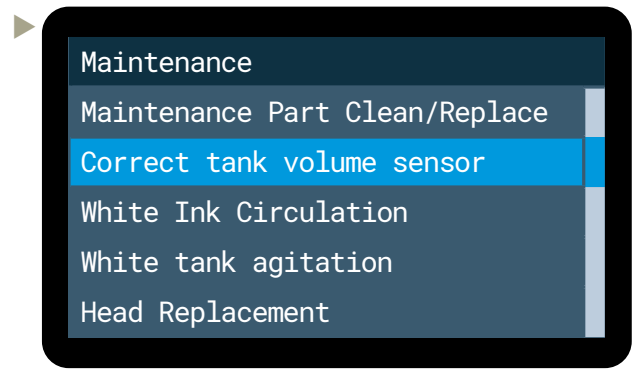 Maintenance
Maintenance Part Clean/Replace
Correct tank volume sensor
White Ink Circulation
White tank agitation
Head Replacement